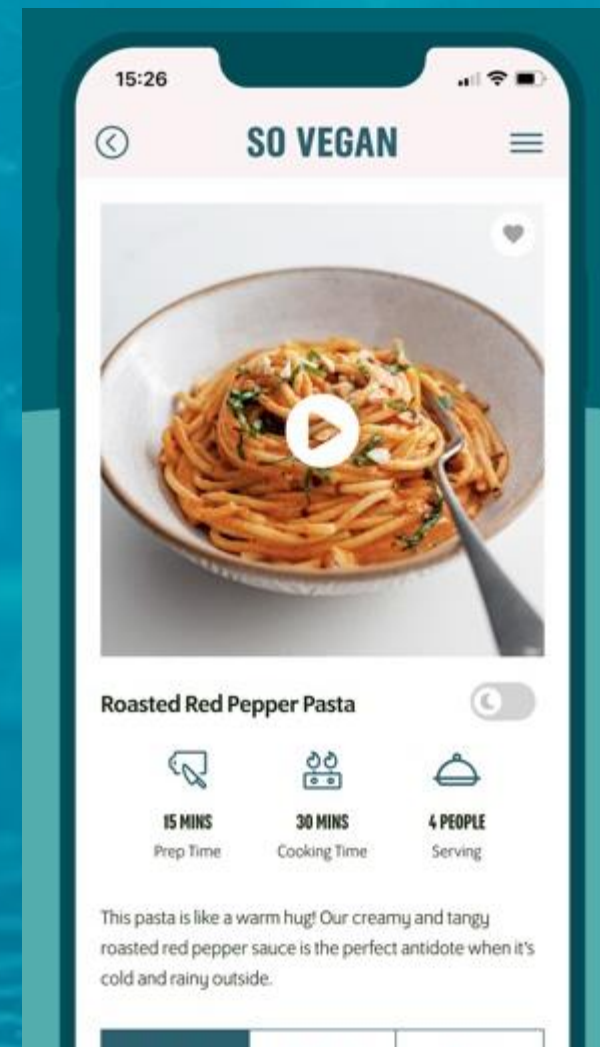 15:26
SO VEGAN
Roasted Red Pepper Pasta
15 MINS
30 MINS
4 PEOPLE
Prep Time
Cooking Time
Serving
This pasta is like a warm hug! Our creamy and tangy
roasted red pepper sauce is the perfect antidote when it's
cold and rainy outside.